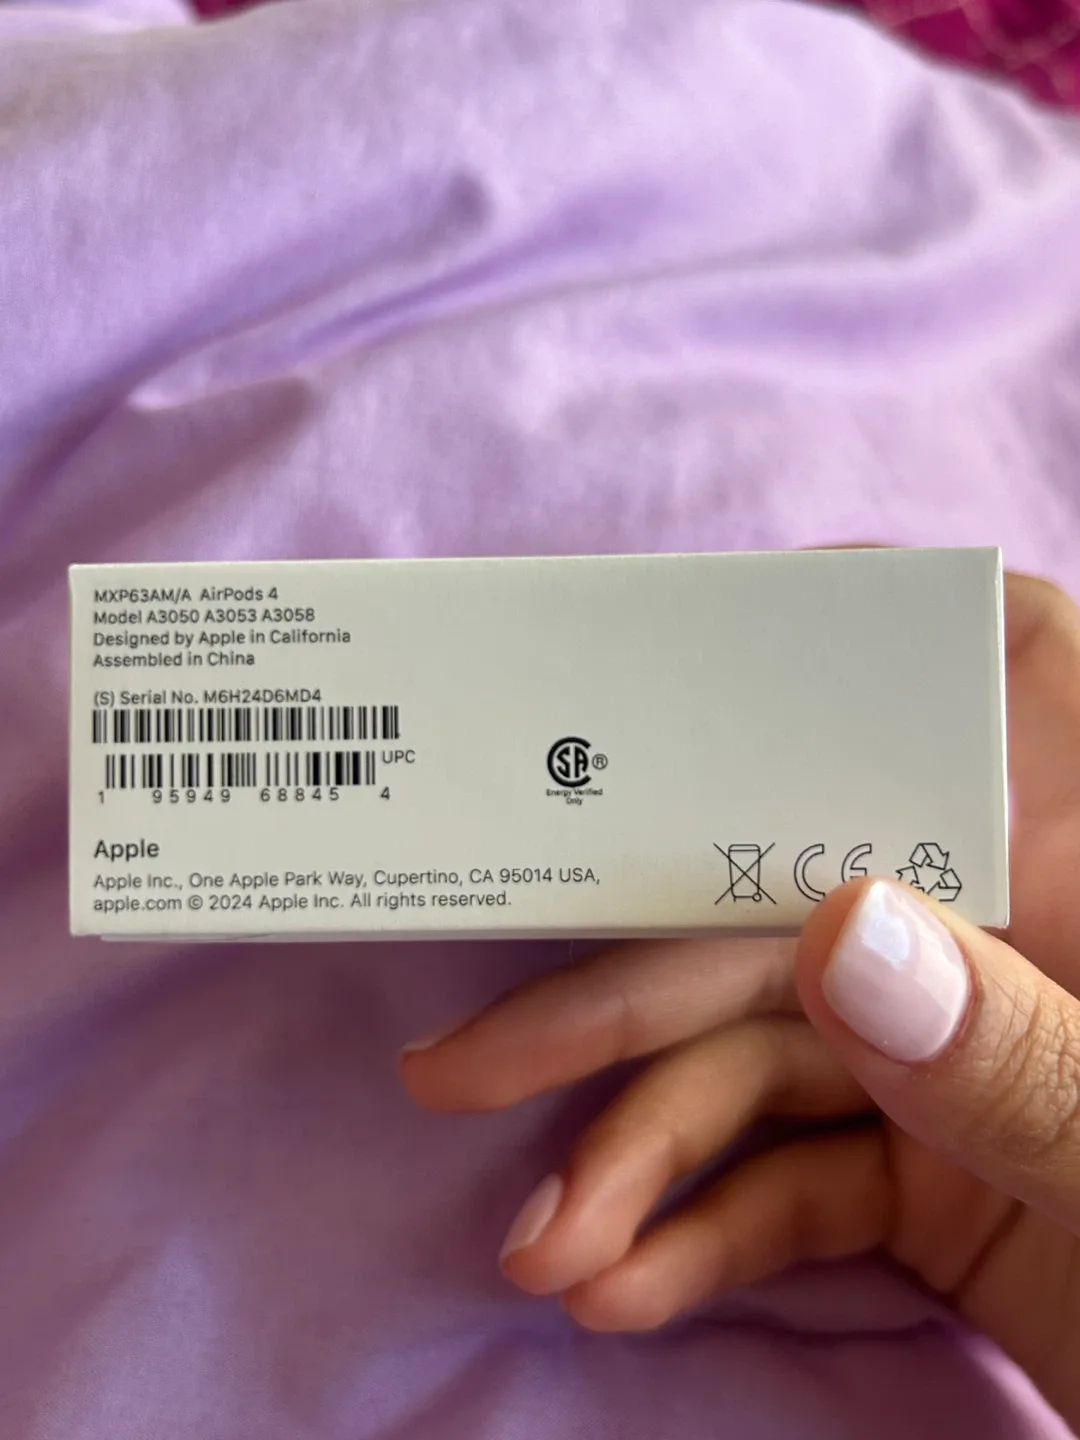 MXP63AM/A AirPods 4
Model A3050 A3053 A3058
Designed by Apple in California
Assembled in China
(S) Serial No. M6H24D6MD4
UPC
1 95949 68845 4
SA®
Energy Verified
Only
Apple
Apple Inc., One Apple Park Way, Cupertino, CA 95014 USA,
apple.com © 2024 Apple Inc. All rights reserved.
CE